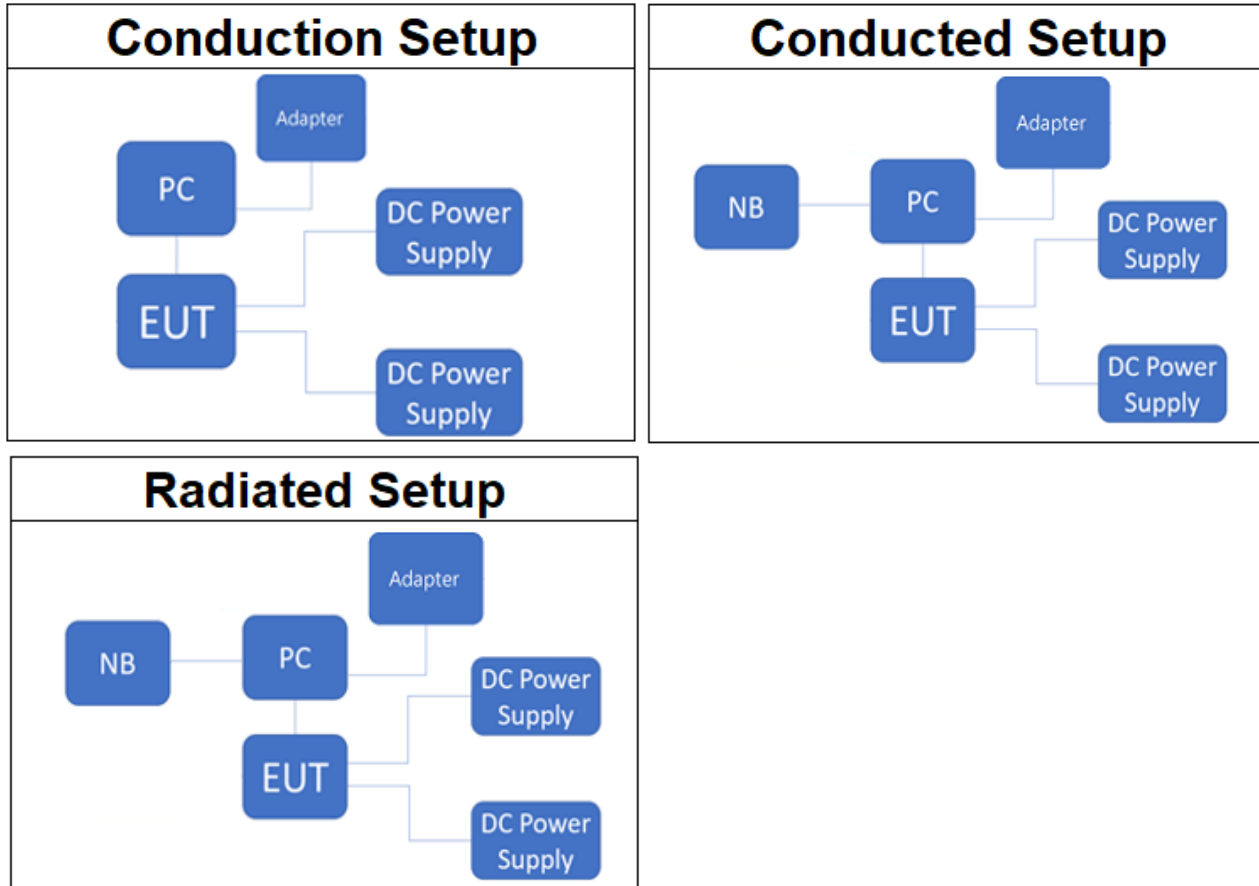 Conduction Setup
Adapter
PC
DC Power
Supply
EUT
DC Power
Supply
Conducted Setup
Adapter
NB
PC
DC Power
Supply
EUT
DC Power
Supply
Radiated Setup
Adapter
NB
PC
DC Power
Supply
EUT
DC Power
Supply